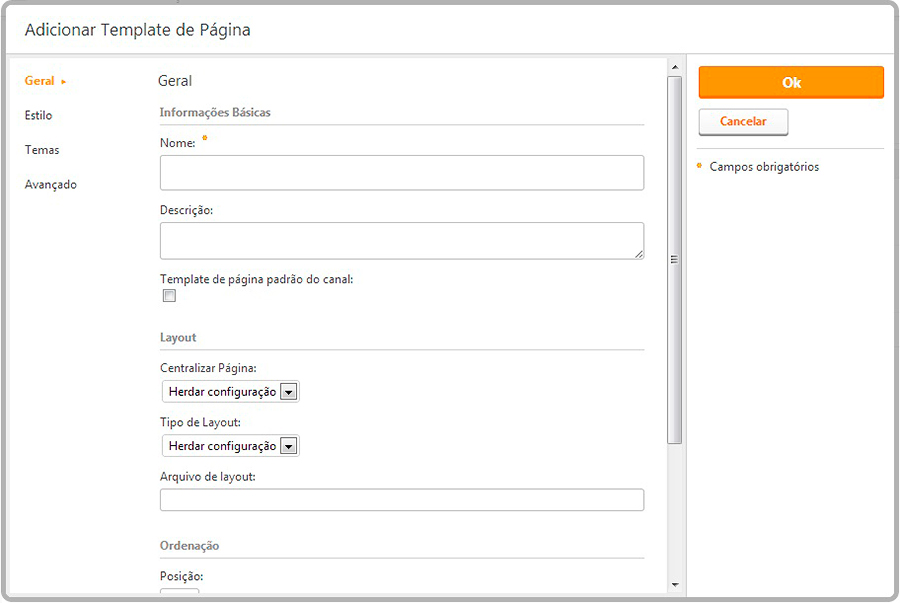 Adicionar Template de Página
Geral
Estilo
Temas
Avançado
Geral
Informações Básicas
Nome: *
Descrição:
Template de página padrão do canal:
Layout
Centralizar Página:
Herdar configuração
Tipo de Layout:
Herdar configuração
Arquivo de layout:
Ordenação
Posição:
Ok
Cancelar
* Campos obrigatórios